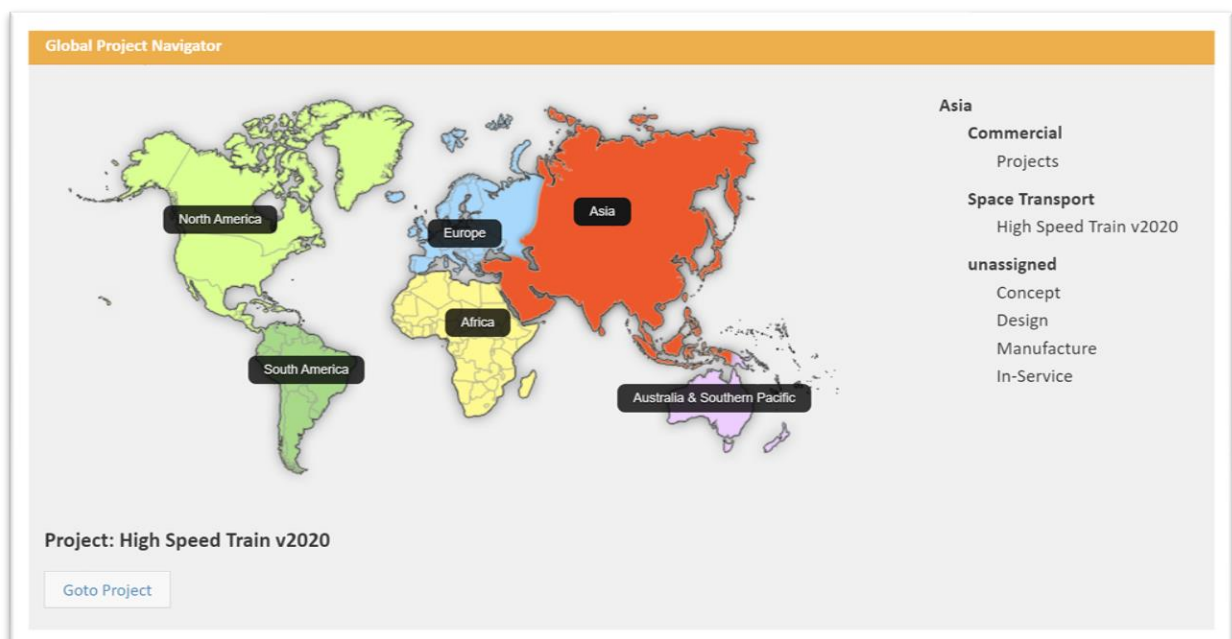 Global Project Navigator
North America
Europe
Asia
Africa
South America
Australia & Southern Pacific
Asia
Commercial
Projects
Space Transport
High Speed Train v2020
unassigned
Concept
Design
Manufacture
In-Service
Project: High Speed Train v2020
Goto Project